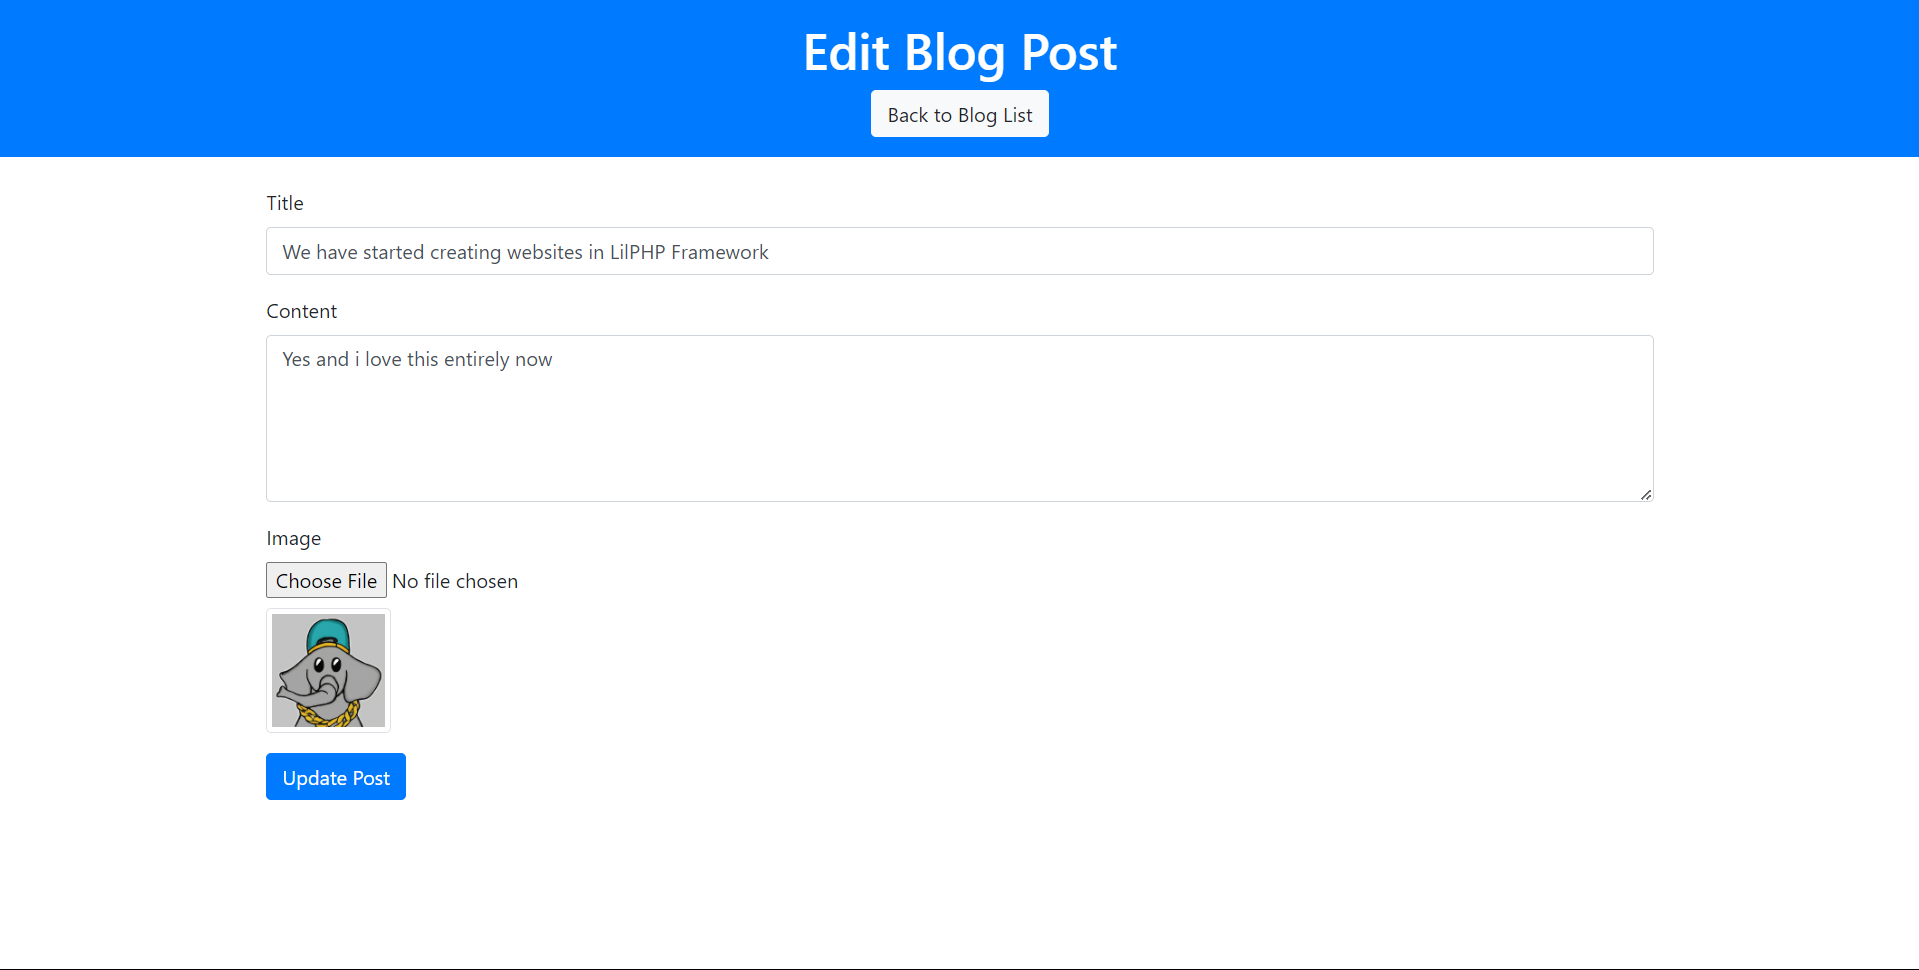 Edit Blog Post
Back to Blog List
Title
We have started creating websites in LilPHP Framework
Content
Yes and i love this entirely now
Image
Choose File No file chosen
Update Post